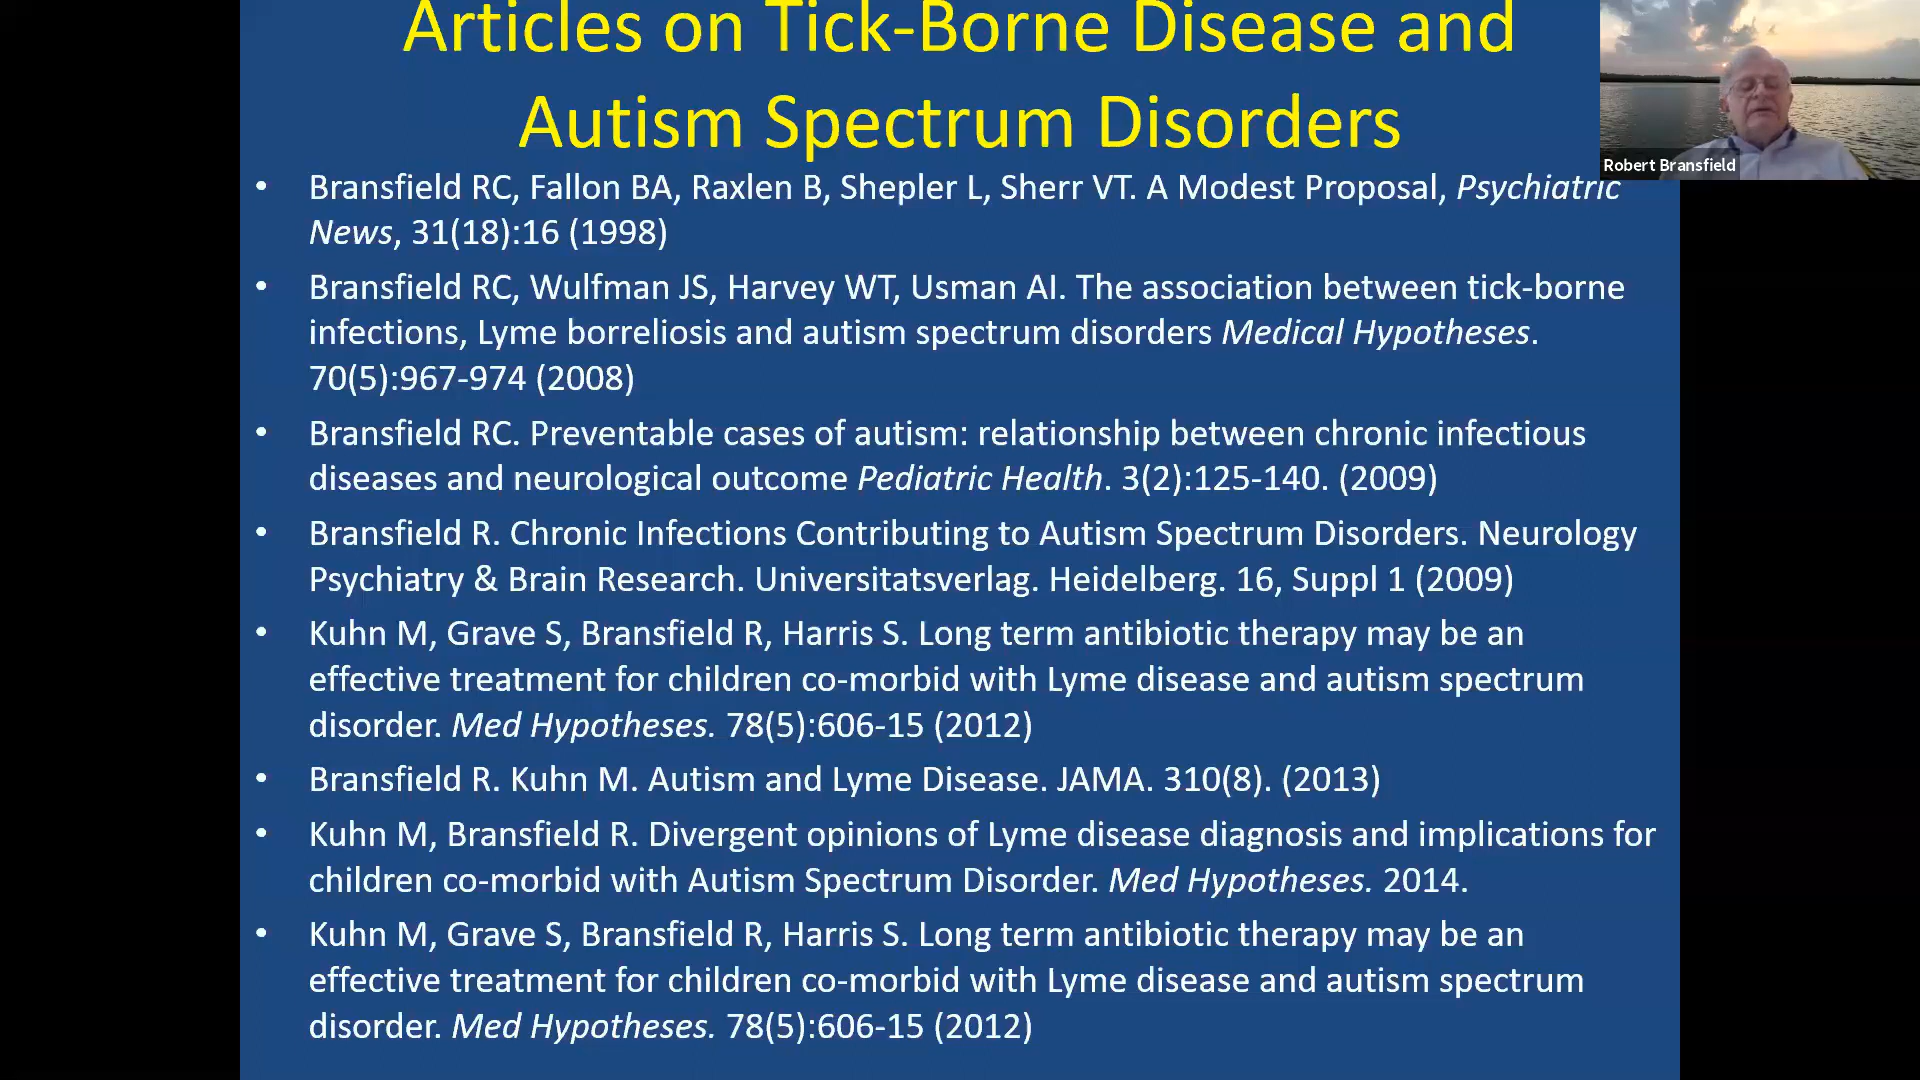 Articles on Tick-Borne Disease and
Autism Spectrum Disorders
Robert Bransfield
• Bransfield RC, Fallon BA, Raxlen B, Shepler L, Sherr VT. A Modest Proposal, Psychiatric
News, 31(18):16 (1998)
• Bransfield RC, Wulfman JS, Harvey WT, Usman AI. The association between tick-borne
infections, Lyme borreliosis and autism spectrum disorders Medical Hypotheses.
70(5):967-974 (2008)
• Bransfield RC. Preventable cases of autism: relationship between chronic infectious
diseases and neurological outcome Pediatric Health. 3(2):125-140. (2009)
• Bransfield R. Chronic Infections Contributing to Autism Spectrum Disorders. Neurology
Psychiatry & Brain Research. Universitatsverlag. Heidelberg. 16, Suppl 1 (2009)
• Kuhn M, Grave S, Bransfield R, Harris S. Long term antibiotic therapy may be an
effective treatment for children co-morbid with Lyme disease and autism spectrum
disorder. Med Hypotheses. 78(5):606-15 (2012)
• Bransfield R. Kuhn M. Autism and Lyme Disease. JAMA. 310(8). (2013)
• Kuhn M, Bransfield R. Divergent opinions of Lyme disease diagnosis and implications for
children co-morbid with Autism Spectrum Disorder. Med Hypotheses. 2014.
• Kuhn M, Grave S, Bransfield R, Harris S. Long term antibiotic therapy may be an
effective treatment for children co-morbid with Lyme disease and autism spectrum
disorder. Med Hypotheses. 78(5):606-15 (2012)